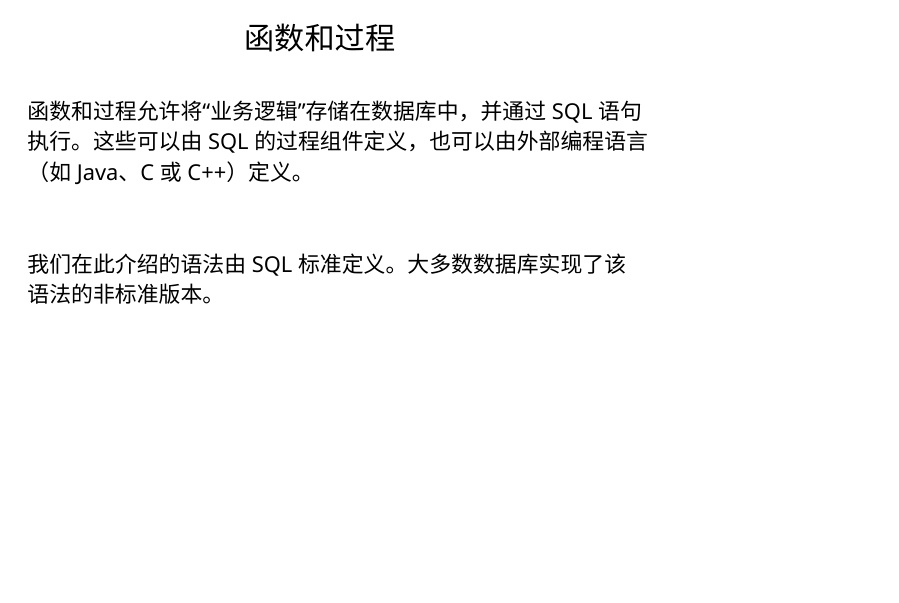 函数和过程
函数和过程允许将“业务逻辑”存储在数据库中，并通过 SQL 语句
执行。这些可以由 SQL 的过程组件定义，也可以由外部编程语言
（如 Java、C 或 C++）定义。
我们在此介绍的语法由 SQL 标准定义。大多数数据库实现了该
语法的非标准版本。